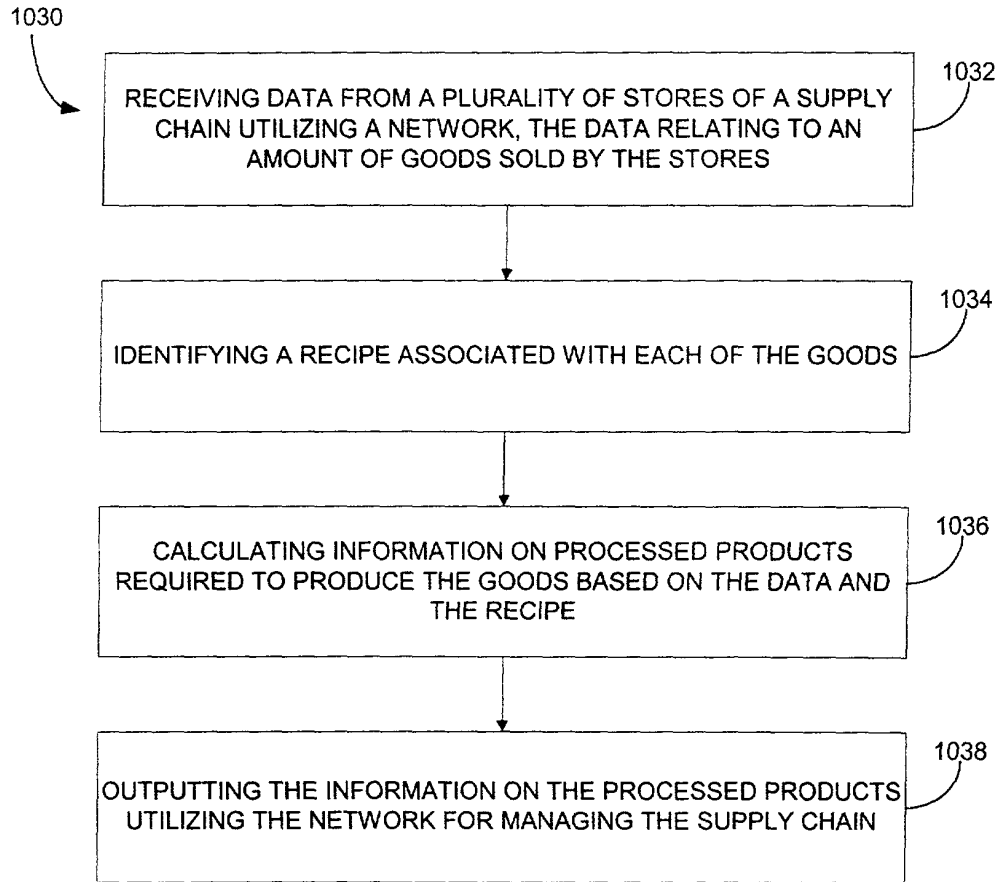 1030
1032
RECEIVING DATA FROM A PLURALITY OF STORES OF A SUPPLY
CHAIN UTILIZING A NETWORK, THE DATA RELATING TO AN
AMOUNT OF GOODS SOLD BY THE STORES
1034
IDENTIFYING A RECIPE ASSOCIATED WITH EACH OF THE GOODS
1036
CALCULATING INFORMATION ON PROCESSED PRODUCTS
REQUIRED TO PRODUCE THE GOODS BASED ON THE DATA AND
THE RECIPE
1038
OUTPUTTING THE INFORMATION ON THE PROCESSED PRODUCTS
UTILIZING THE NETWORK FOR MANAGING THE SUPPLY CHAIN